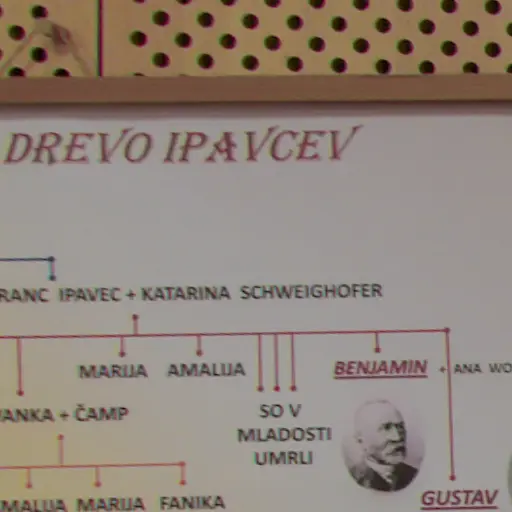 DREVO IPAVCEV
RANC IPAVEC + KATARINA SCHWEIGHOFER
MARIJA AMALIJA BENJAMIN + ANA WO
ANKA + ČAMP
SO V
MLADOSTI
UMRLI
MALIJA MARIJA FANIKA
GUSTAV